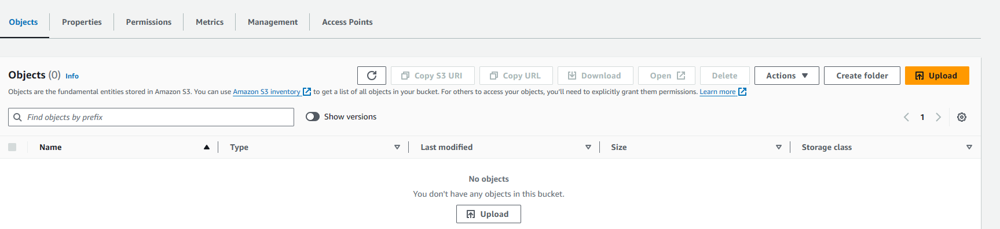 Objects Properties Permissions Metrics Management Access Points
Objects (0) Info Copy S3 URI Copy URL Download Open Delete Actions Create folder Upload
Objects are the fundamental entities stored in Amazon S3. You can use Amazon S3 inventory to get a list of all objects in your bucket. For others to access your objects, you'll need to explicitly grant them permissions. Learn more
Find objects by prefix Show versions 1
Name Type Last modified Size Storage class
No objects
You don't have any objects in this bucket.
Upload